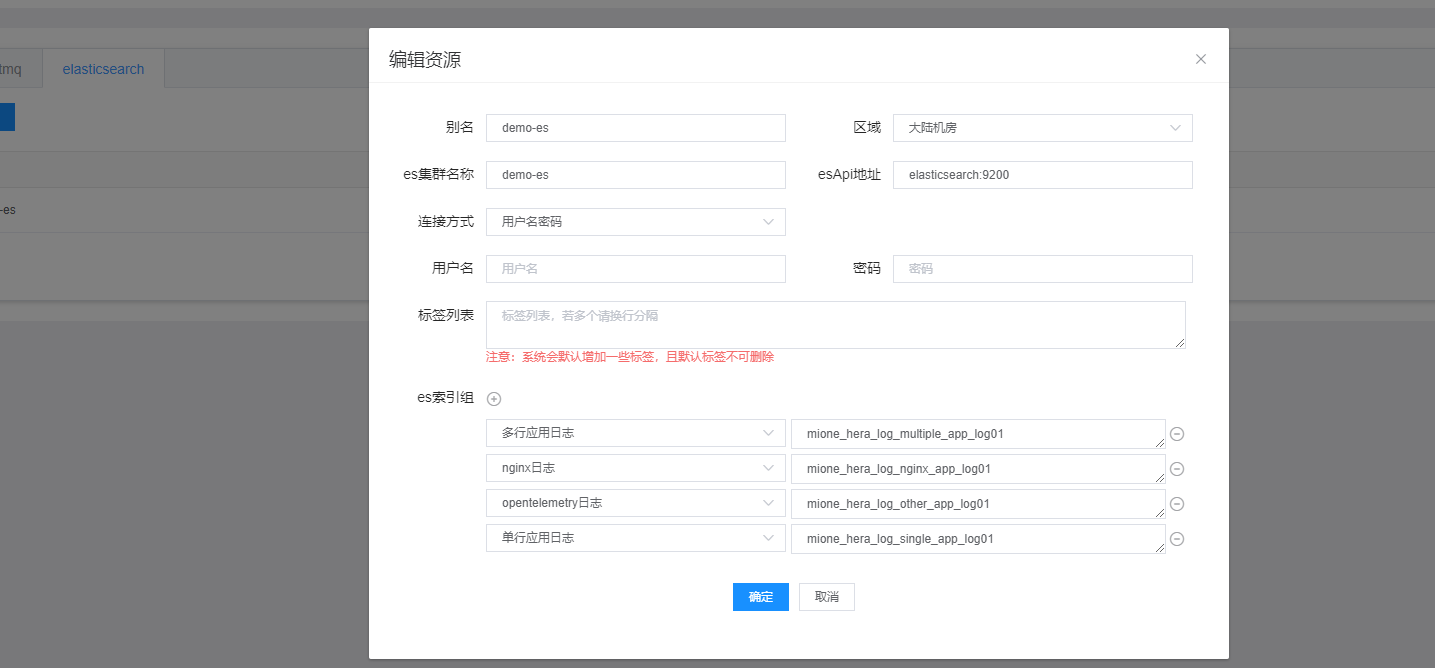 编辑资源
tmq
elasticsearch
别名
demo-es
区域
大陆机房
es集群名称
demo-es
esApi地址
elasticsearch:9200
连接方式
用户名密码
-es
用户名
用户名
密码
密码
标签列表
标签列表，若多个请换行分隔
注意：系统会默认增加一些标签，且默认标签不可删除
es索引组
多行应用日志
mione_hera_log_multiple_app_log01
nginx日志
mione_hera_log_nginx_app_log01
opentelemetry日志
mione_hera_log_other_app_log01
单行应用日志
mione_hera_log_single_app_log01
确定
取消